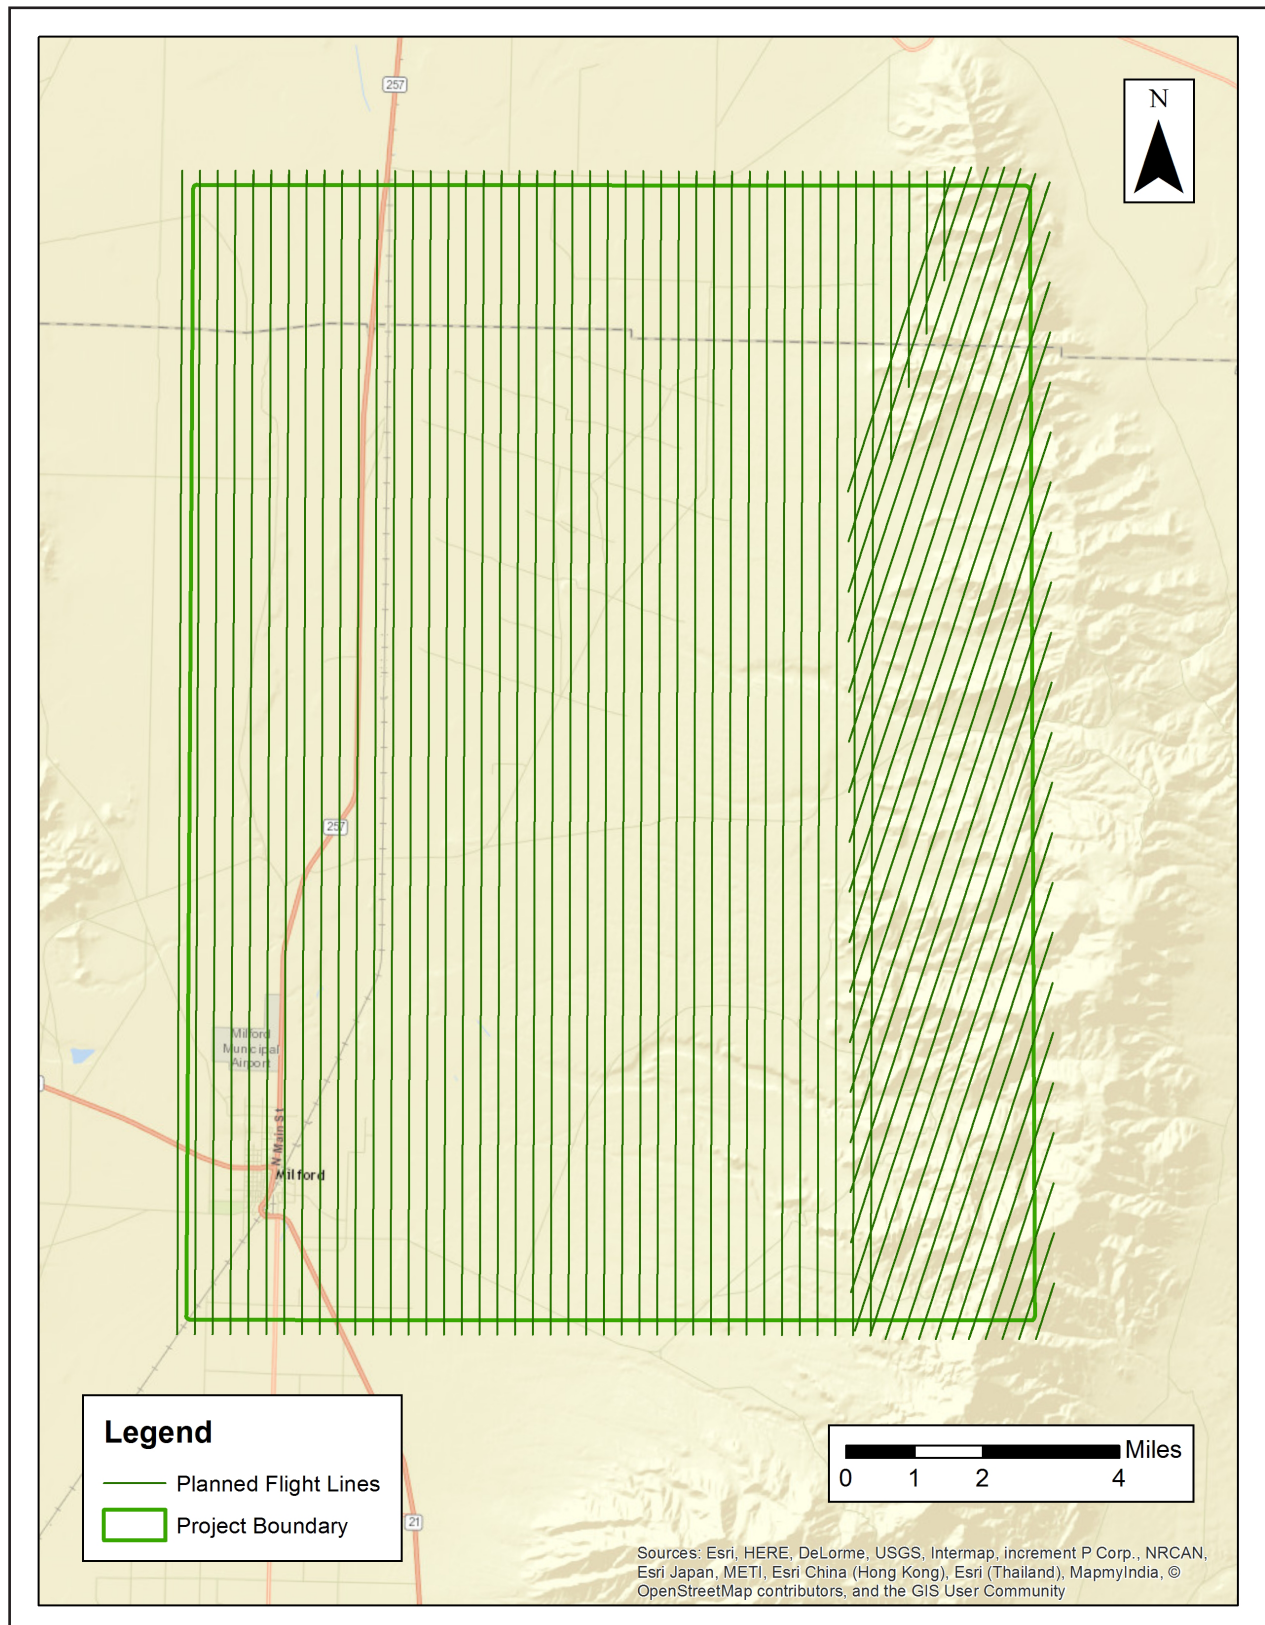 257
N
257
Milford
Municipal
Airport
N Main St
Milford
Legend
Planned Flight Lines
Project Boundary
21
Miles
0 1 2 4
Sources: Esri, HERE, DeLorme, USGS, Intermap, increment P Corp., NRCAN,
Esri Japan, METI, Esri China (Hong Kong), Esri (Thailand), MapmyIndia, ©
OpenStreetMap contributors, and the GIS User Community